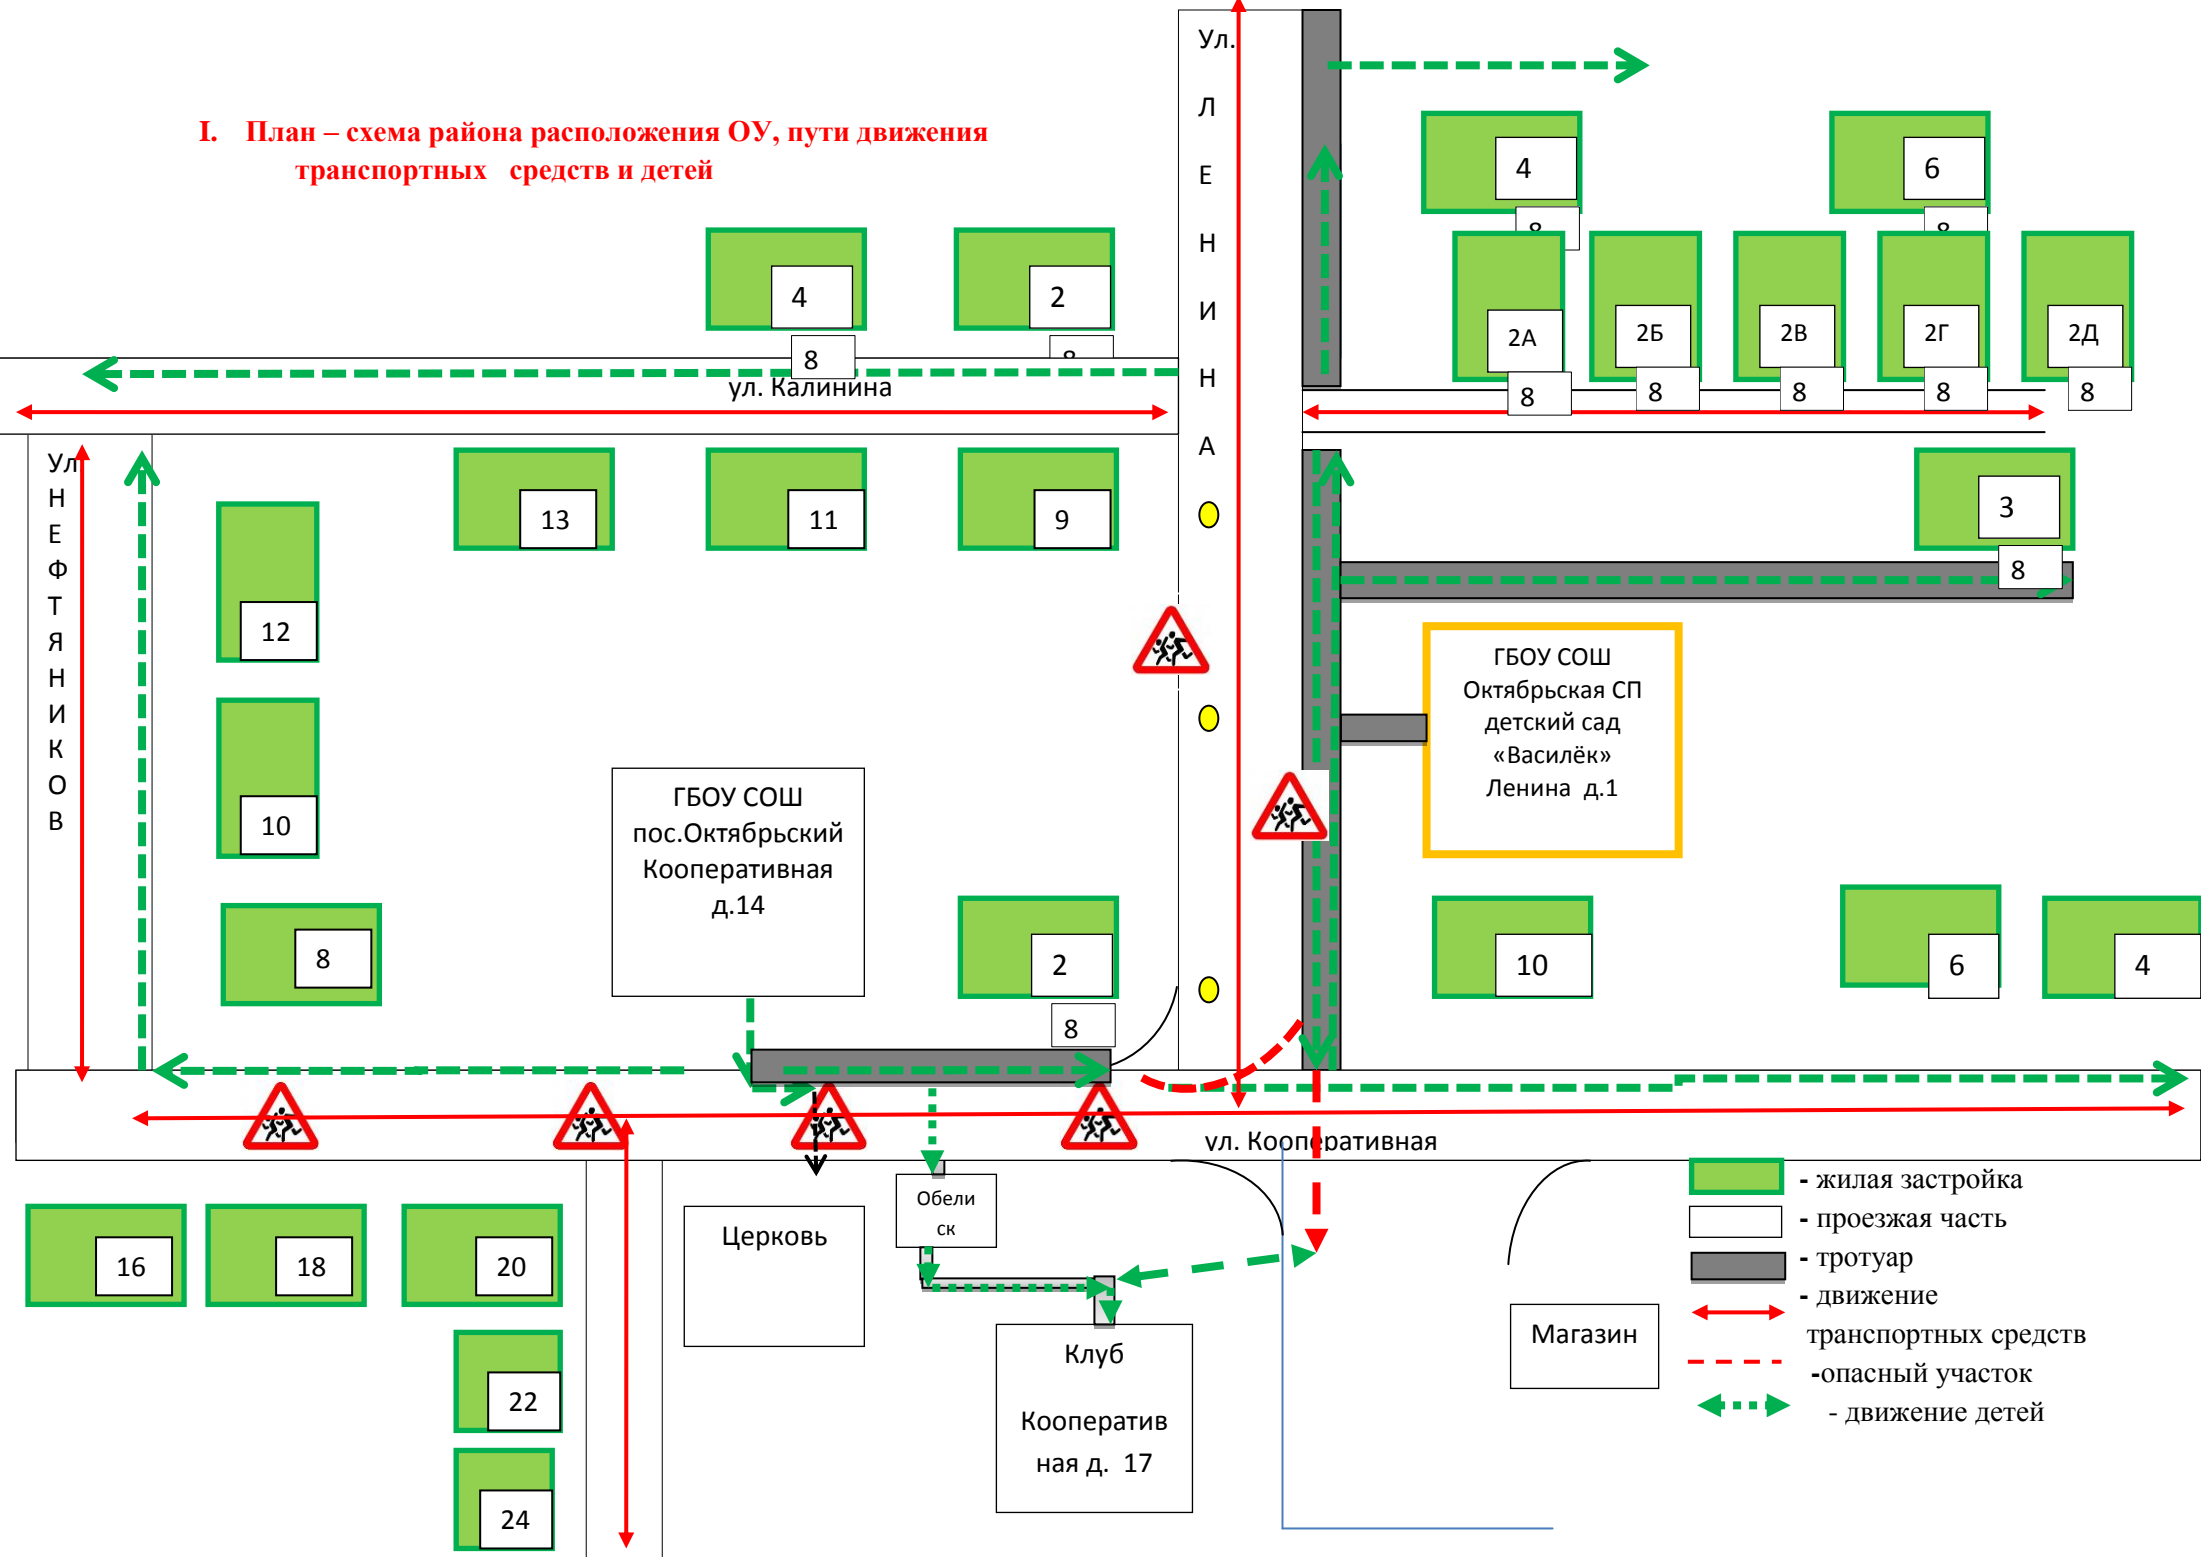 I. План – схема района расположения ОУ, пути движения
транспортных средств и детей
Ул.
Л
Е
Н
И
Н
А
4
6
8
8
2А
2Б
2В
2Г
2Д
8
8
8
8
8
4
2
8
8
ул. Калинина
Ул
Н
Е
Ф
Т
Я
Н
И
К
О
В
13
11
9
3
8
12
10
8
ГБОУ СОШ
пос.Октябрьский
Кооперативная
д.14
ГБОУ СОШ
Октябрьская СП
детский сад
«Василёк»
Ленина д.1
2
8
10
6
4
ул. Кооперативная
16
18
20
22
24
Церковь
Обели
ск
Клуб
Кооператив
ная д. 17
Магазин
- жилая застройка
- проезжая часть
- тротуар
- движение
транспортных средств
-опасный участок
- движение детей